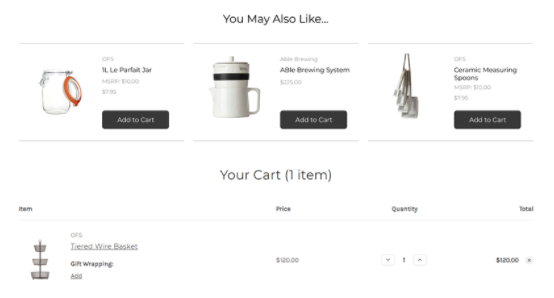 You May Also Like...
OFS
1L Le Parfait Jar
MSRP: $10.00
$7.95
Add to Cart
Able Brewing
ABle Brewing System
$225.00
Add to Cart
OFS
Ceramic Measuring
Spoons
MSRP: $10.00
$7.95
Add to Cart
Your Cart (1 item)
Item Price Quantity Total
OFS
Tiered Wire Basket
Gift Wrapping:
Add
$120.00 1 $120.00